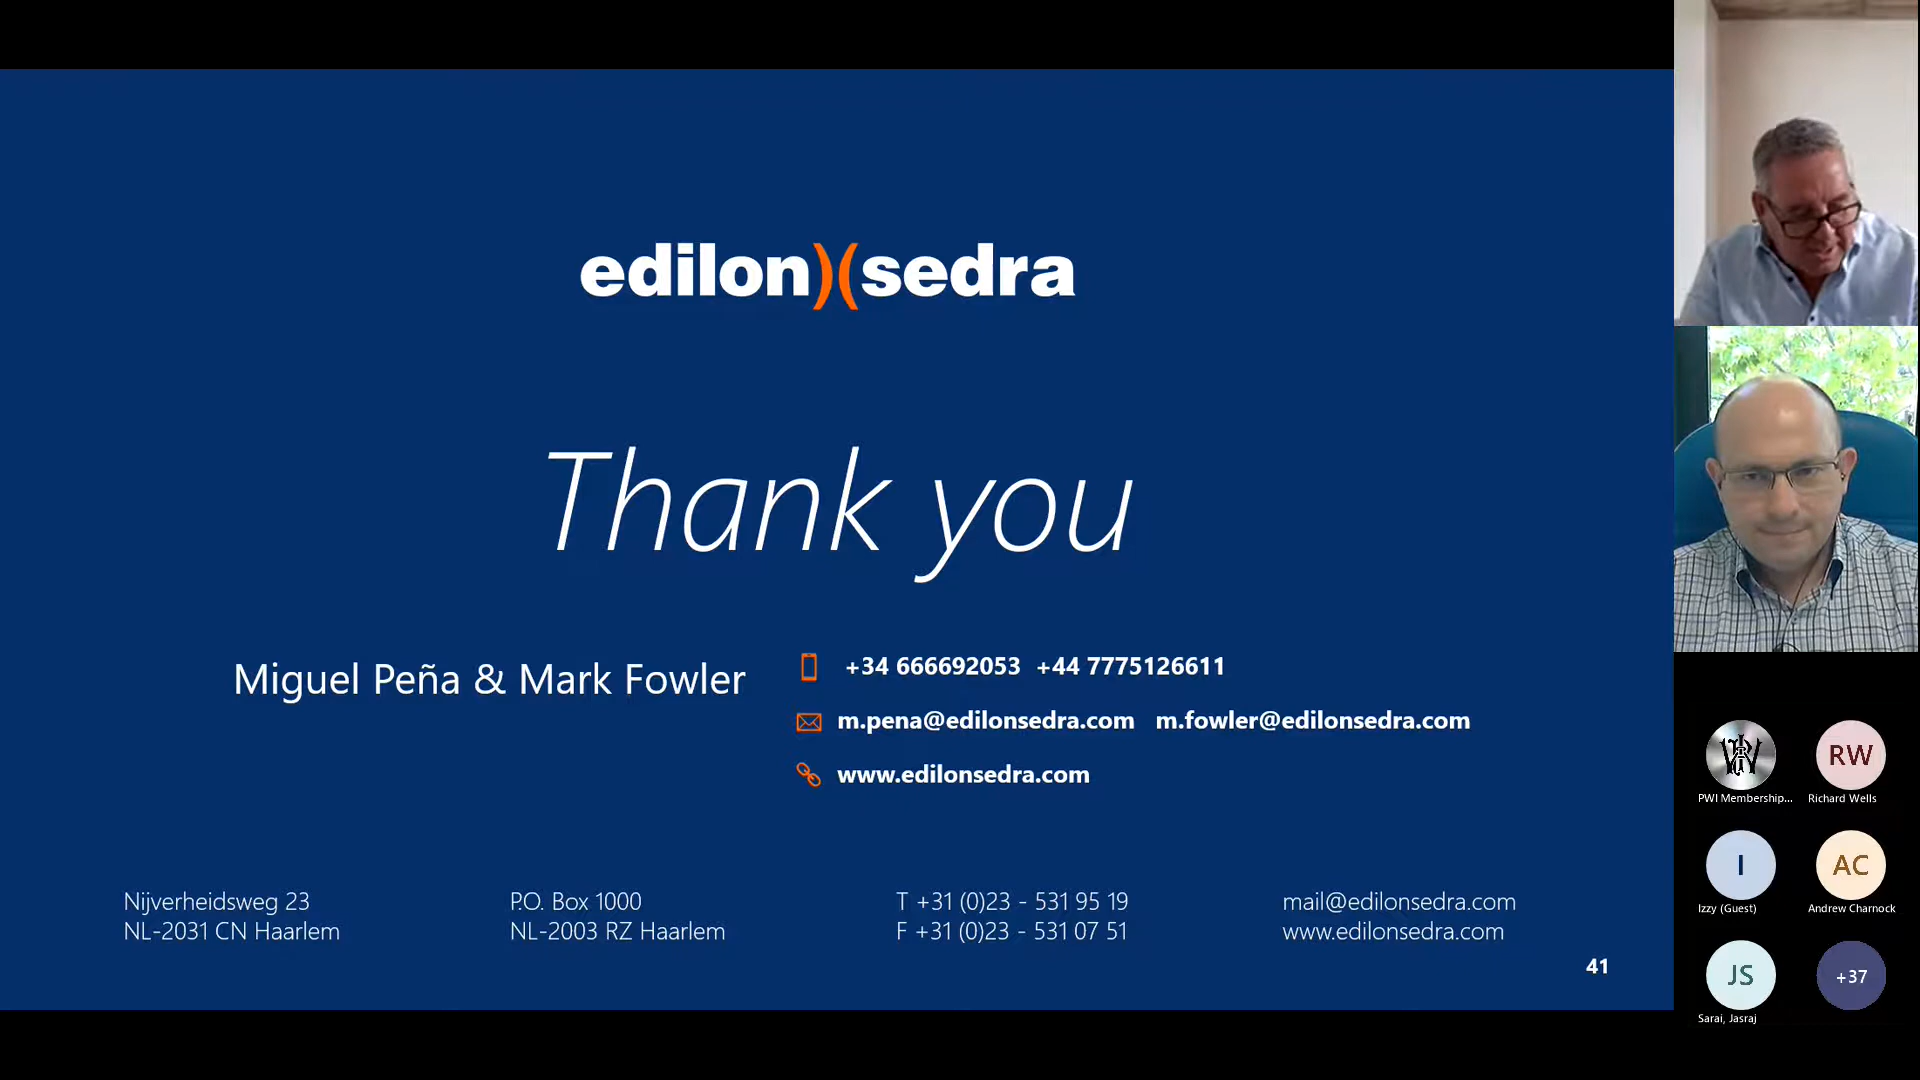 edilon)(sedra
Thank you
Miguel Peña & Mark Fowler
+34 666692053 +44 7775126611
m.pena@edilonsedra.com m.fowler@edilonsedra.com
www.edilonsedra.com
Nijverheidsweg 23
NL-2031 CN Haarlem
P.O. Box 1000
NL-2003 RZ Haarlem
T +31 (0)23 - 531 95 19
F +31 (0)23 - 531 07 51
mail@edilonsedra.com
www.edilonsedra.com
41
PWI Membership...
RW
Richard Wells
I
Izzy (Guest)
AC
Andrew Charnock
JS
Sarai, Jasraj
+37